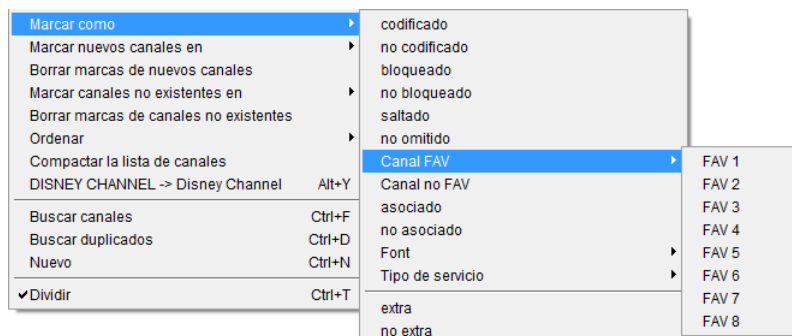 Marcar como
Marcar nuevos canales en
Borrar marcas de nuevos canales
Marcar canales no existentes en
Borrar marcas de canales no existentes
Ordenar
Compactar la lista de canales
DISNEY CHANNEL -> Disney Channel Alt+Y
Buscar canales Ctrl+F
Buscar duplicados Ctrl+D
Nuevo Ctrl+N
Dividir Ctrl+T
codificado
no codificado
bloqueado
no bloqueado
saltado
no omitido
Canal FAV
Canal no FAV
asociado
no asociado
Font
Tipo de servicio
extra
no extra
FAV 1
FAV 2
FAV 3
FAV 4
FAV 5
FAV 6
FAV 7
FAV 8